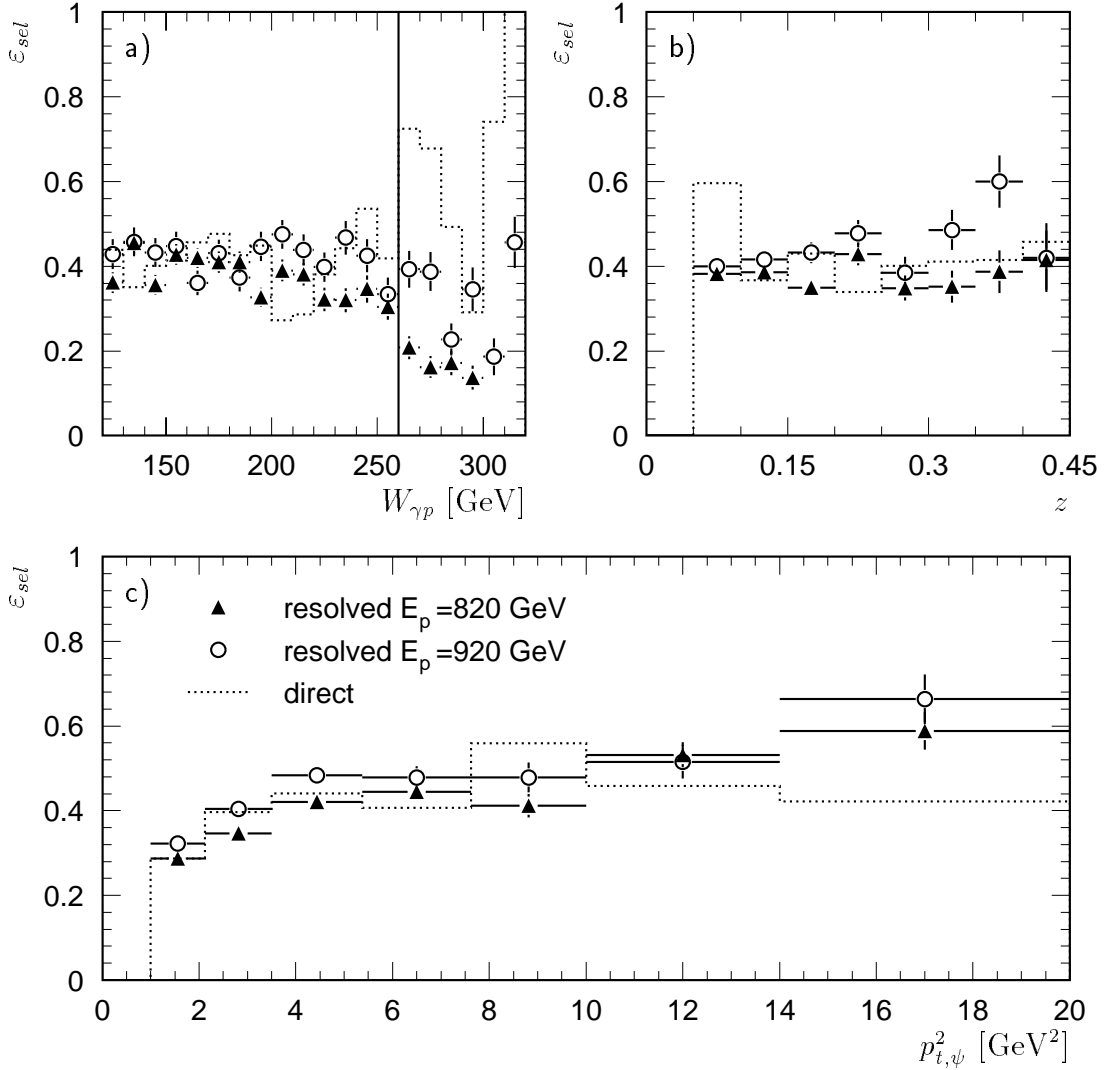 ε_sel
a)
1
0.8
0.6
0.4
0.2
0
150 200 250 300
W_γp [GeV]
ε_sel
b)
1
0.8
0.6
0.4
0.2
0
0 0.15 0.3 0.45
z
ε_sel
c)
1
0.8
0.6
0.4
0.2
0
resolved E_p=820 GeV
resolved E_p=920 GeV
direct
0 2 4 6 8 10 12 14 16 18 20
p²_t,ψ [GeV²]